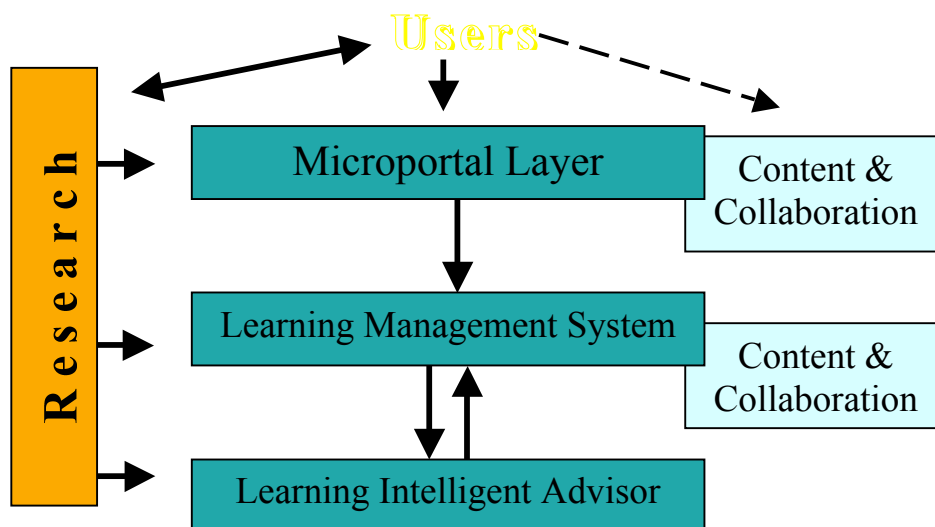 Users
Research
Microportal Layer
Content &
Collaboration
Learning Management System
Content &
Collaboration
Learning Intelligent Advisor